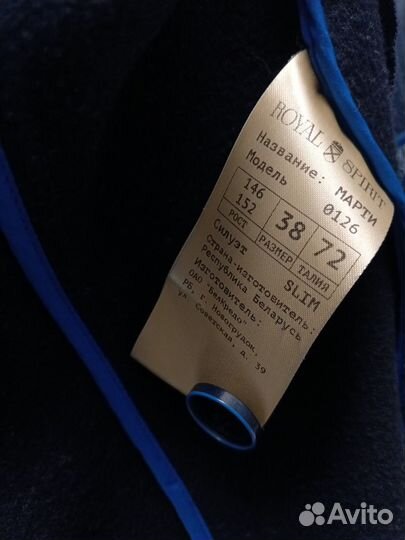 ROYAL SPIRIT
Название: МАРТИ
Модель 0126
146
152 38 72
РОСТ РАЗМЕР ТАЛИЯ
Силуэт SLIM
Страна-изготовитель:
Республика Беларусь
Изготовитель:
ОАО "БелКредо"
РБ, г. Новогрудок,
ул. Советская, д. 39
Avito